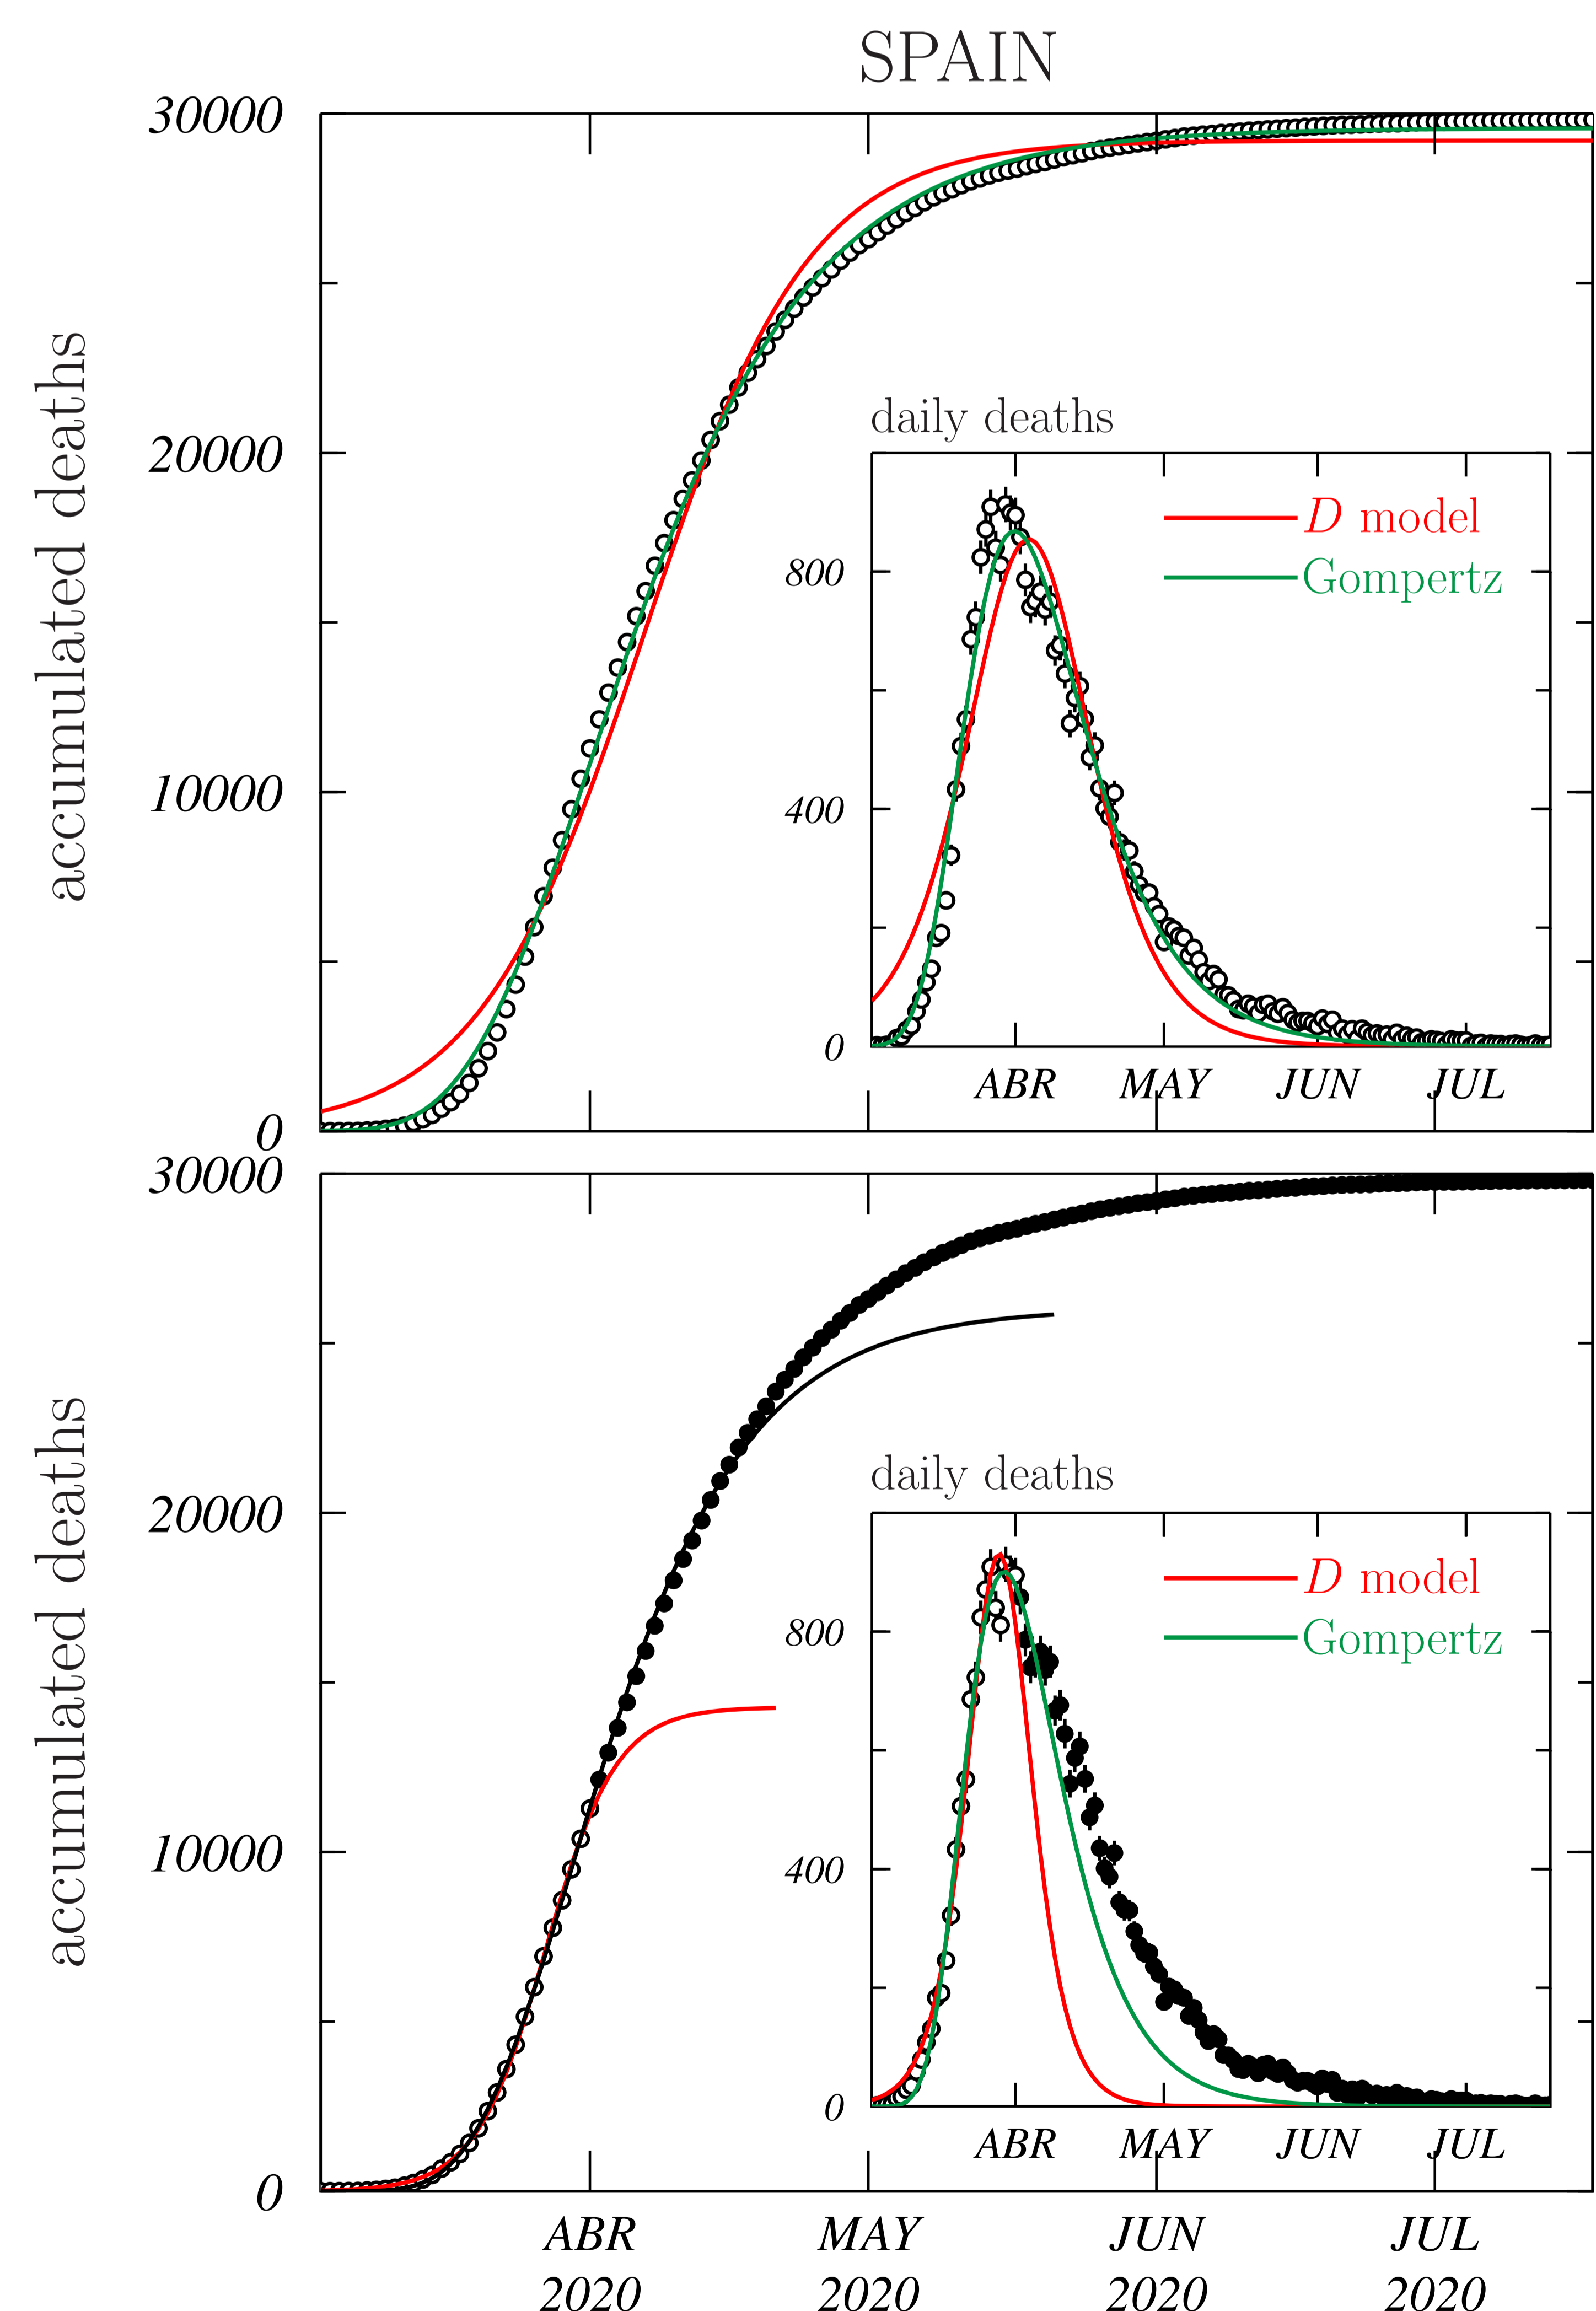 SPAIN
30000
20000
10000
0
accumulated deaths
daily deaths
D model
Gompertz
800
400
0
ABR MAY JUN JUL
30000
20000
10000
0
accumulated deaths
daily deaths
D model
Gompertz
800
400
0
ABR MAY JUN JUL
ABR MAY JUN JUL
2020 2020 2020 2020